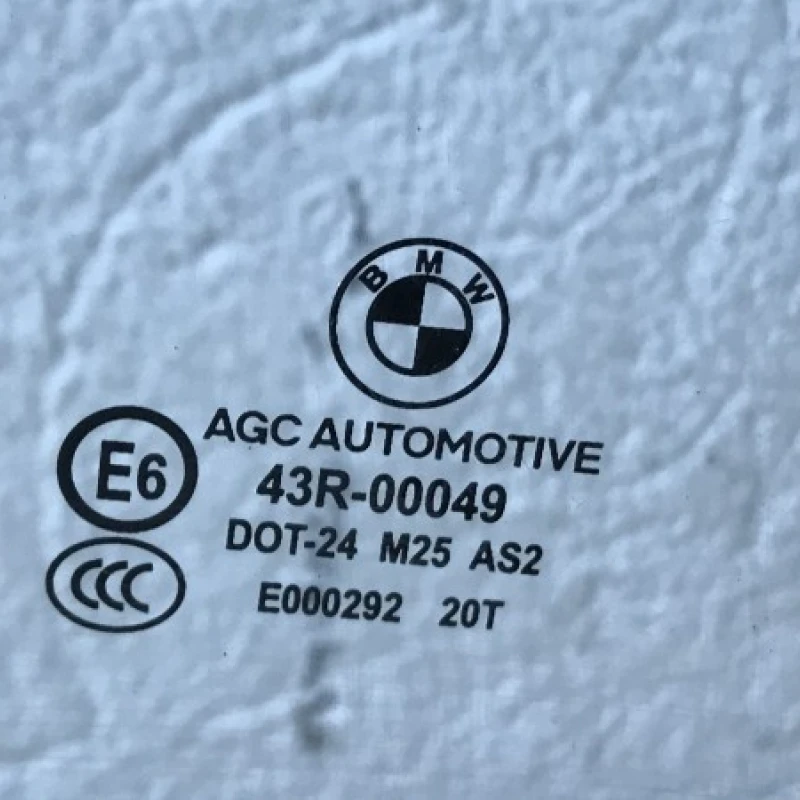 BMW
AGC AUTOMOTIVE
E6
43R-00049
DOT-24 M25 AS2
CCC
E000292 20T